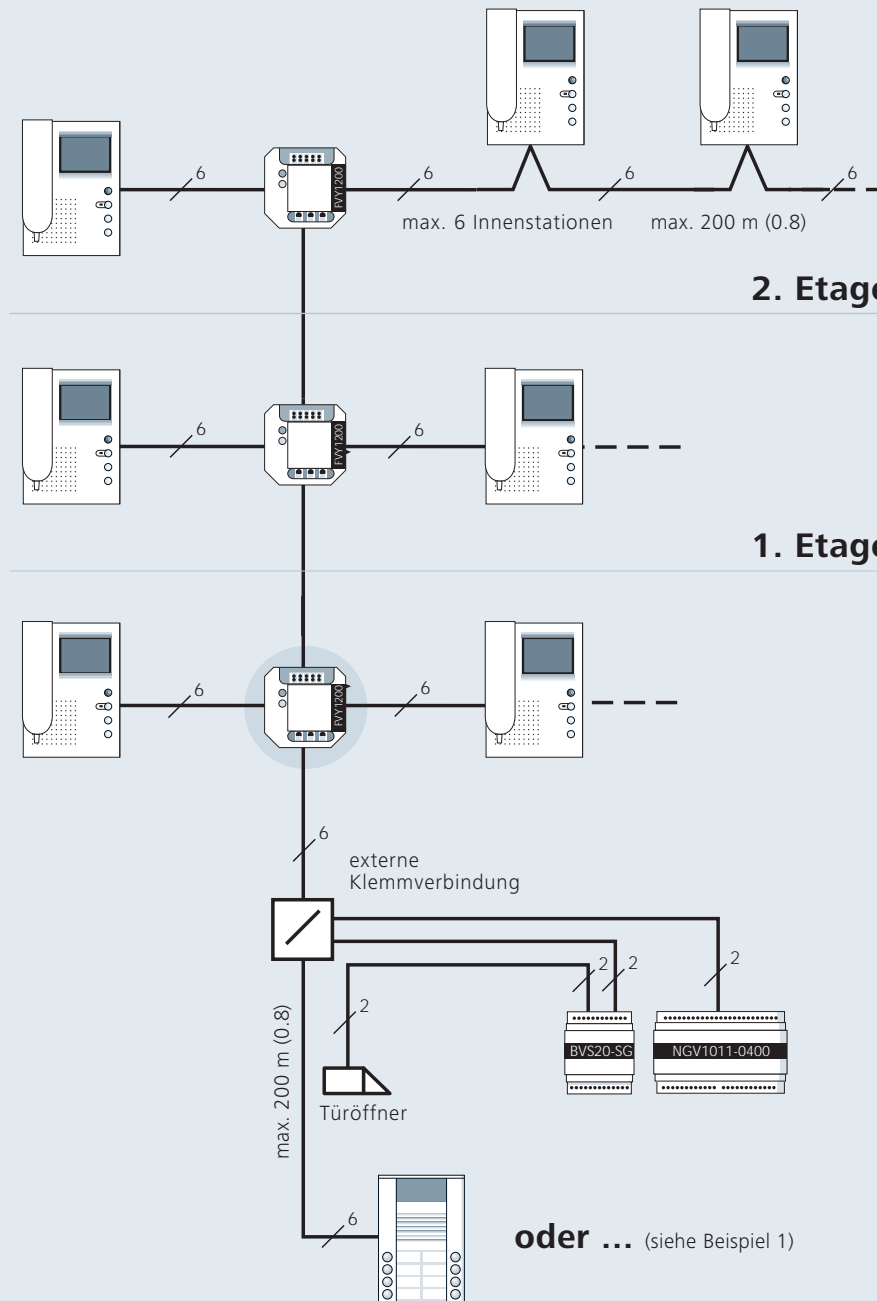 6
6
6
6
FVY1200
max. 6 Innenstationen
max. 200 m (0.8)
2. Etage
6
6
FVY1200
1. Etage
6
6
FVY1200
6
externe
Klemmverbindung
2
2
2
2
BVS20-SG
NGV1011-0400
max. 200 m (0.8)
Türöffner
6
oder ... (siehe Beispiel 1)